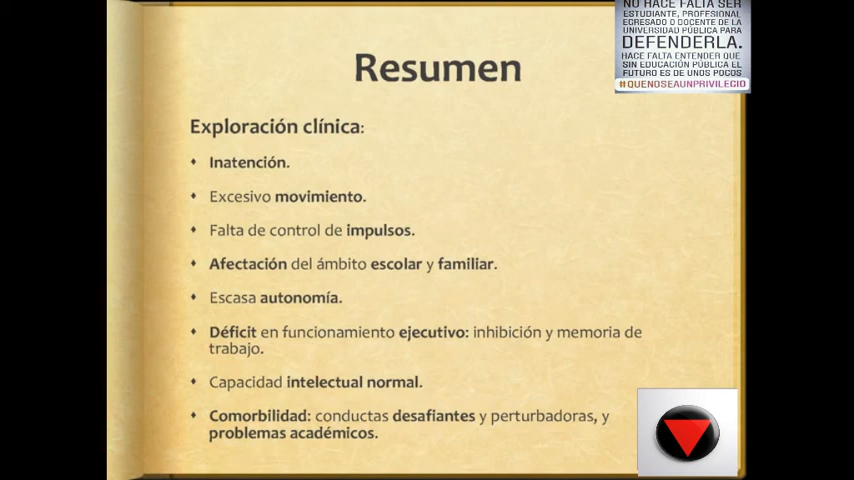 NO HACE FALTA SER
ESTUDIANTE, PROFESIONAL
EGRESADO O DOCENTE DE LA
UNIVERSIDAD PÚBLICA PARA
DEFENDERLA.
HACE FALTA ENTENDER QUE
SIN EDUCACIÓN PÚBLICA EL
FUTURO ES DE UNOS POCOS
#QUENOSEAUNPRIVILEGIO
Resumen
Exploración clínica:
Inatención.
Excesivo movimiento.
Falta de control de impulsos.
Afectación del ámbito escolar y familiar.
Escasa autonomía.
Déficit en funcionamiento ejecutivo: inhibición y memoria de
trabajo.
Capacidad intelectual normal.
Comorbilidad: conductas desafiantes y perturbadoras, y
problemas académicos.